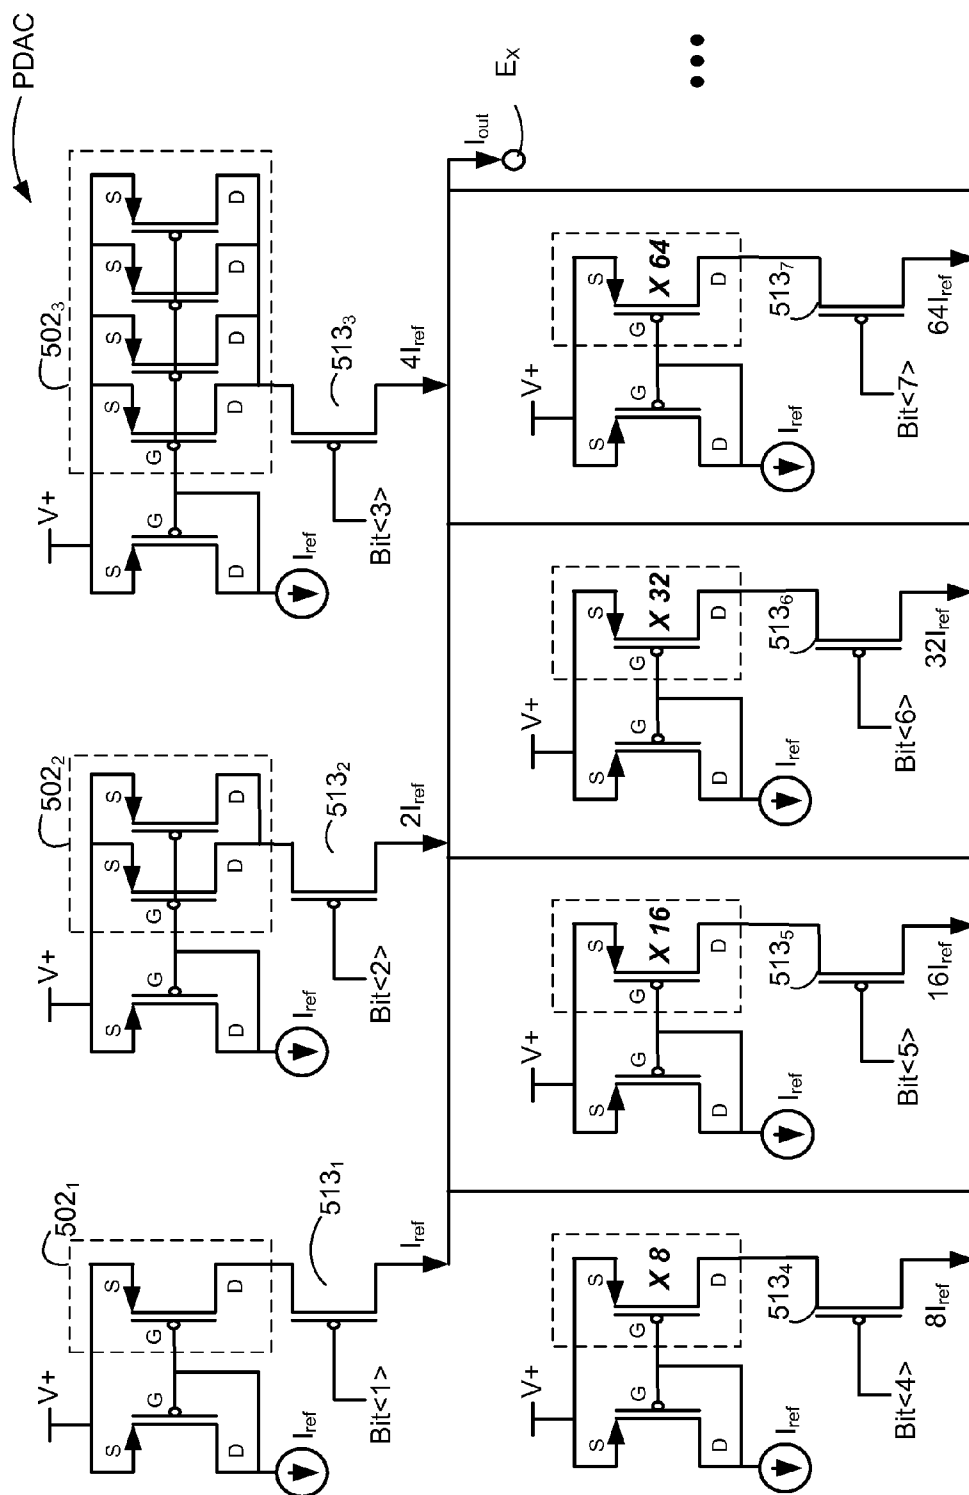 PDAC
502₁
V+
S
S
G
D
D
I_ref
513₁
Bit<1>
I_ref
502₂
V+
S
S
S
G
G
D
D
D
I_ref
513₂
Bit<2>
2I_ref
502₃
V+
S
S
S
S
S
G
G
D
D
D
D
D
I_ref
513₃
Bit<3>
4I_ref
I_out
Ex
V+
S
S
X 8
G
G
D
D
I_ref
513₄
Bit<4>
8I_ref
V+
S
S
X 16
G
G
D
D
I_ref
513₅
Bit<5>
16I_ref
V+
S
S
X 32
G
G
D
D
I_ref
513₆
Bit<6>
32I_ref
V+
S
S
X 64
G
G
D
D
I_ref
513₇
Bit<7>
64I_ref